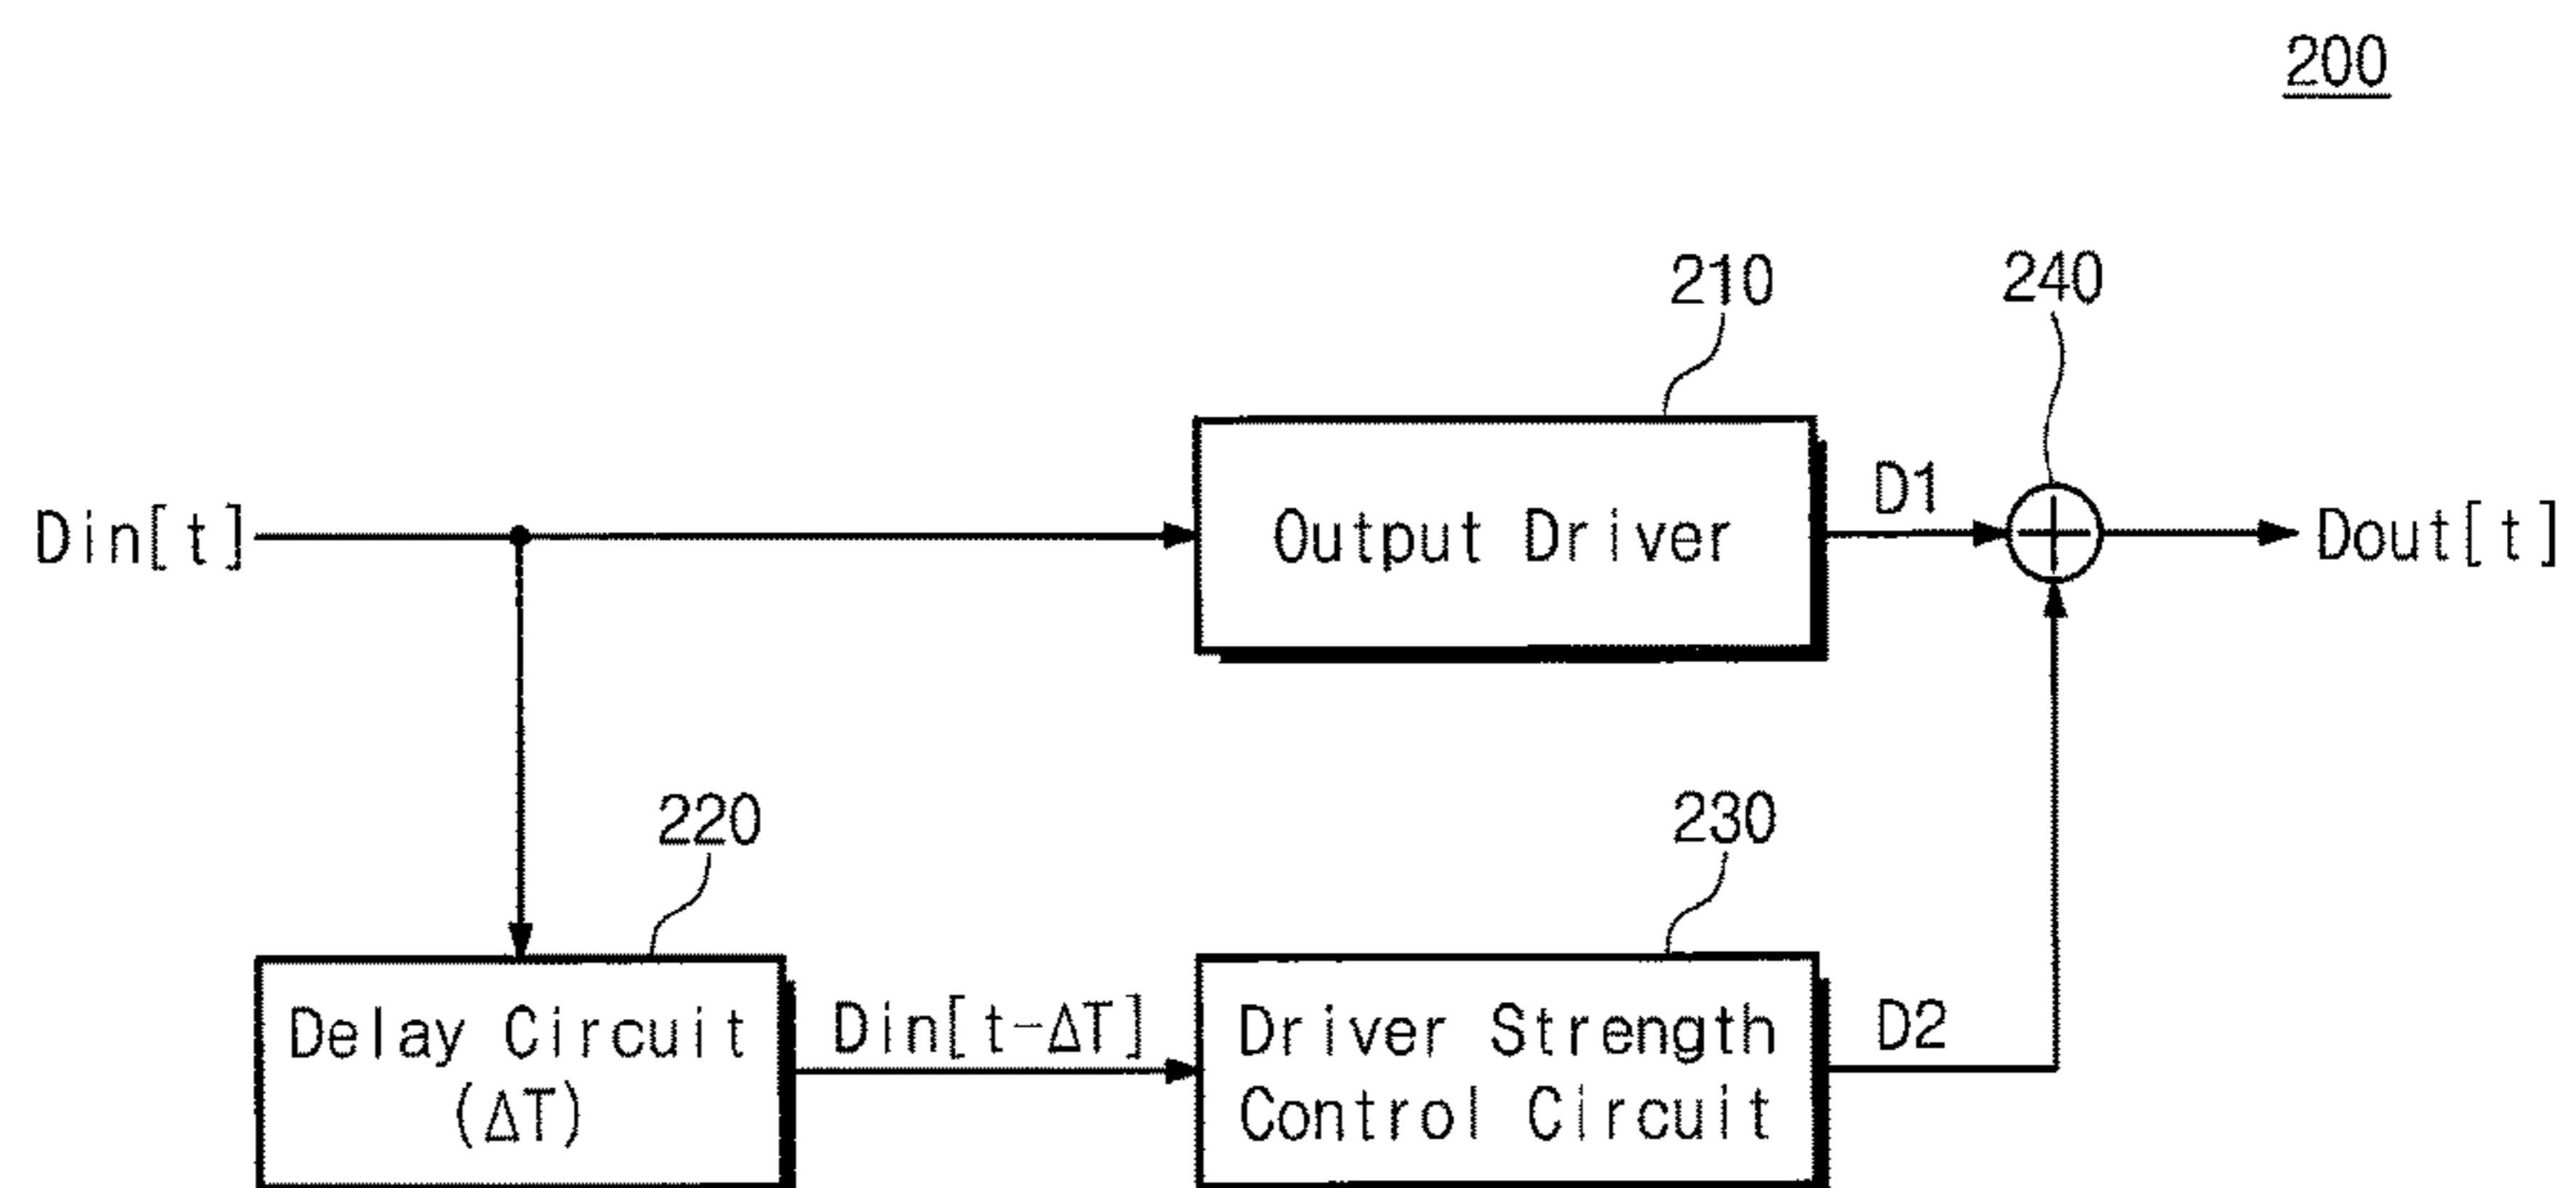 200
210
240
Din[t]
Output Driver
D1
Dout[t]
220
230
Delay Circuit
(ΔT)
Din[t-ΔT]
Driver Strength
Control Circuit
D2